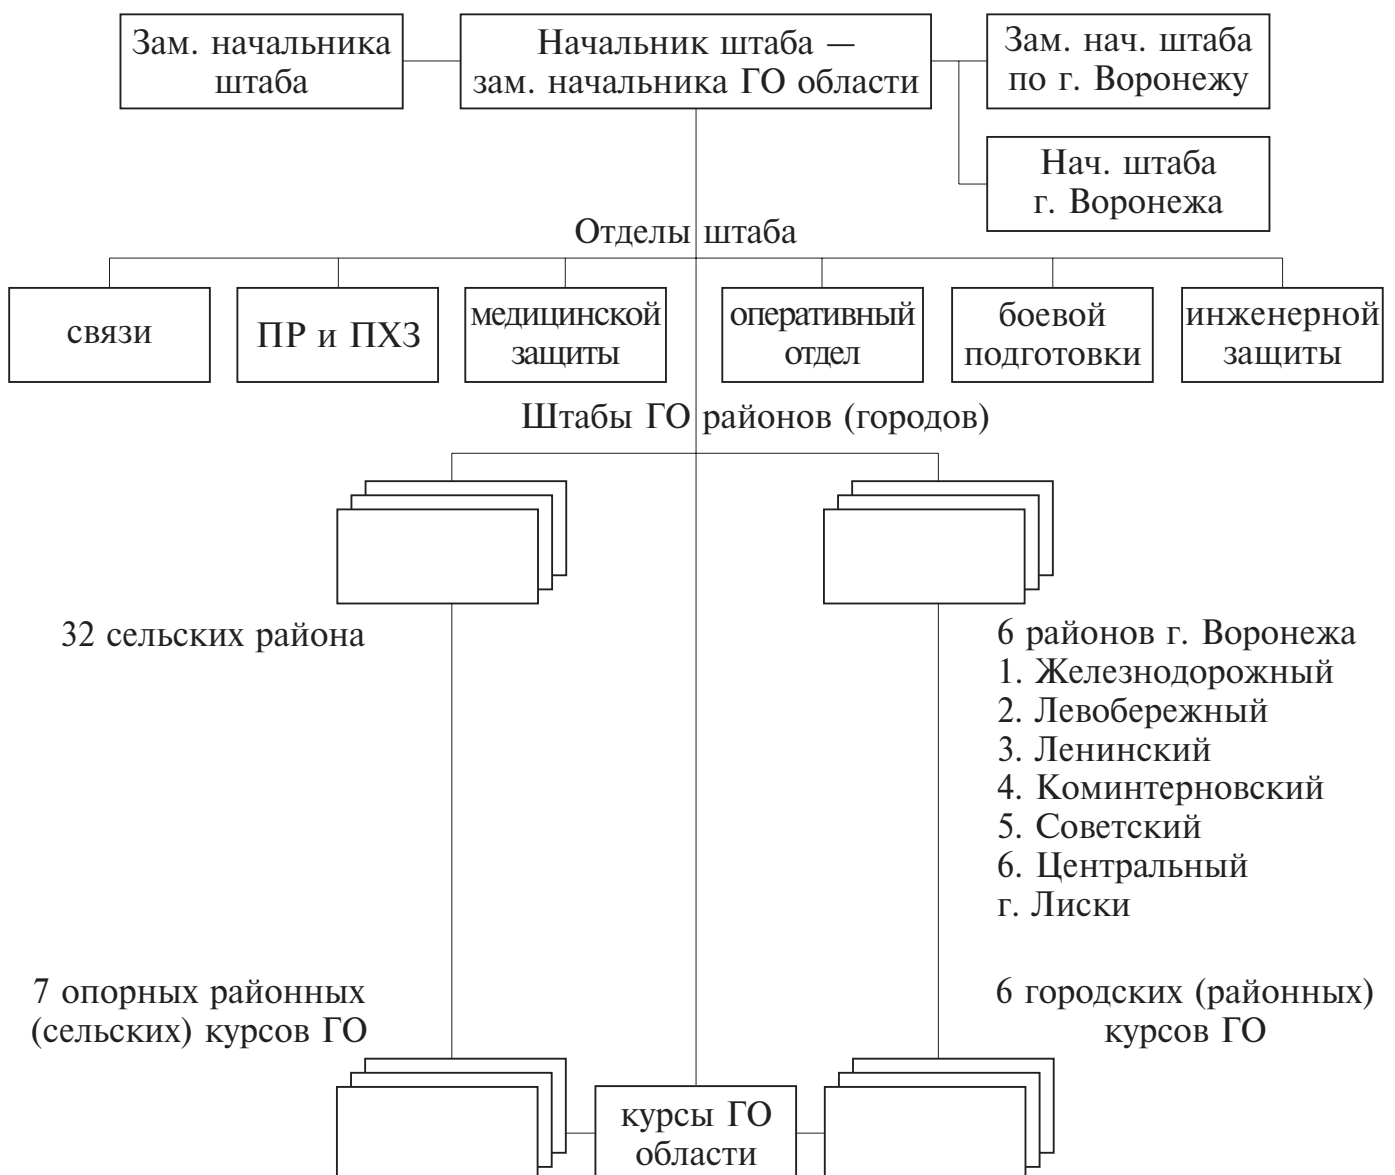 Зам. начальника
штаба
Начальник штаба —
зам. начальника ГО области
Зам. нач. штаба
по г. Воронежу
Нач. штаба
г. Воронежа
Отделы штаба
связи
ПР и ПХЗ
медицинской
защиты
оперативный
отдел
боевой
подготовки
инженерной
защиты
Штабы ГО районов (городов)
32 сельских района
6 районов г. Воронежа
1. Железнодорожный
2. Левобережный
3. Ленинский
4. Коминтерновский
5. Советский
6. Центральный
г. Лиски
7 опорных районных
(сельских) курсов ГО
6 городских (районных)
курсов ГО
курсы ГО
области